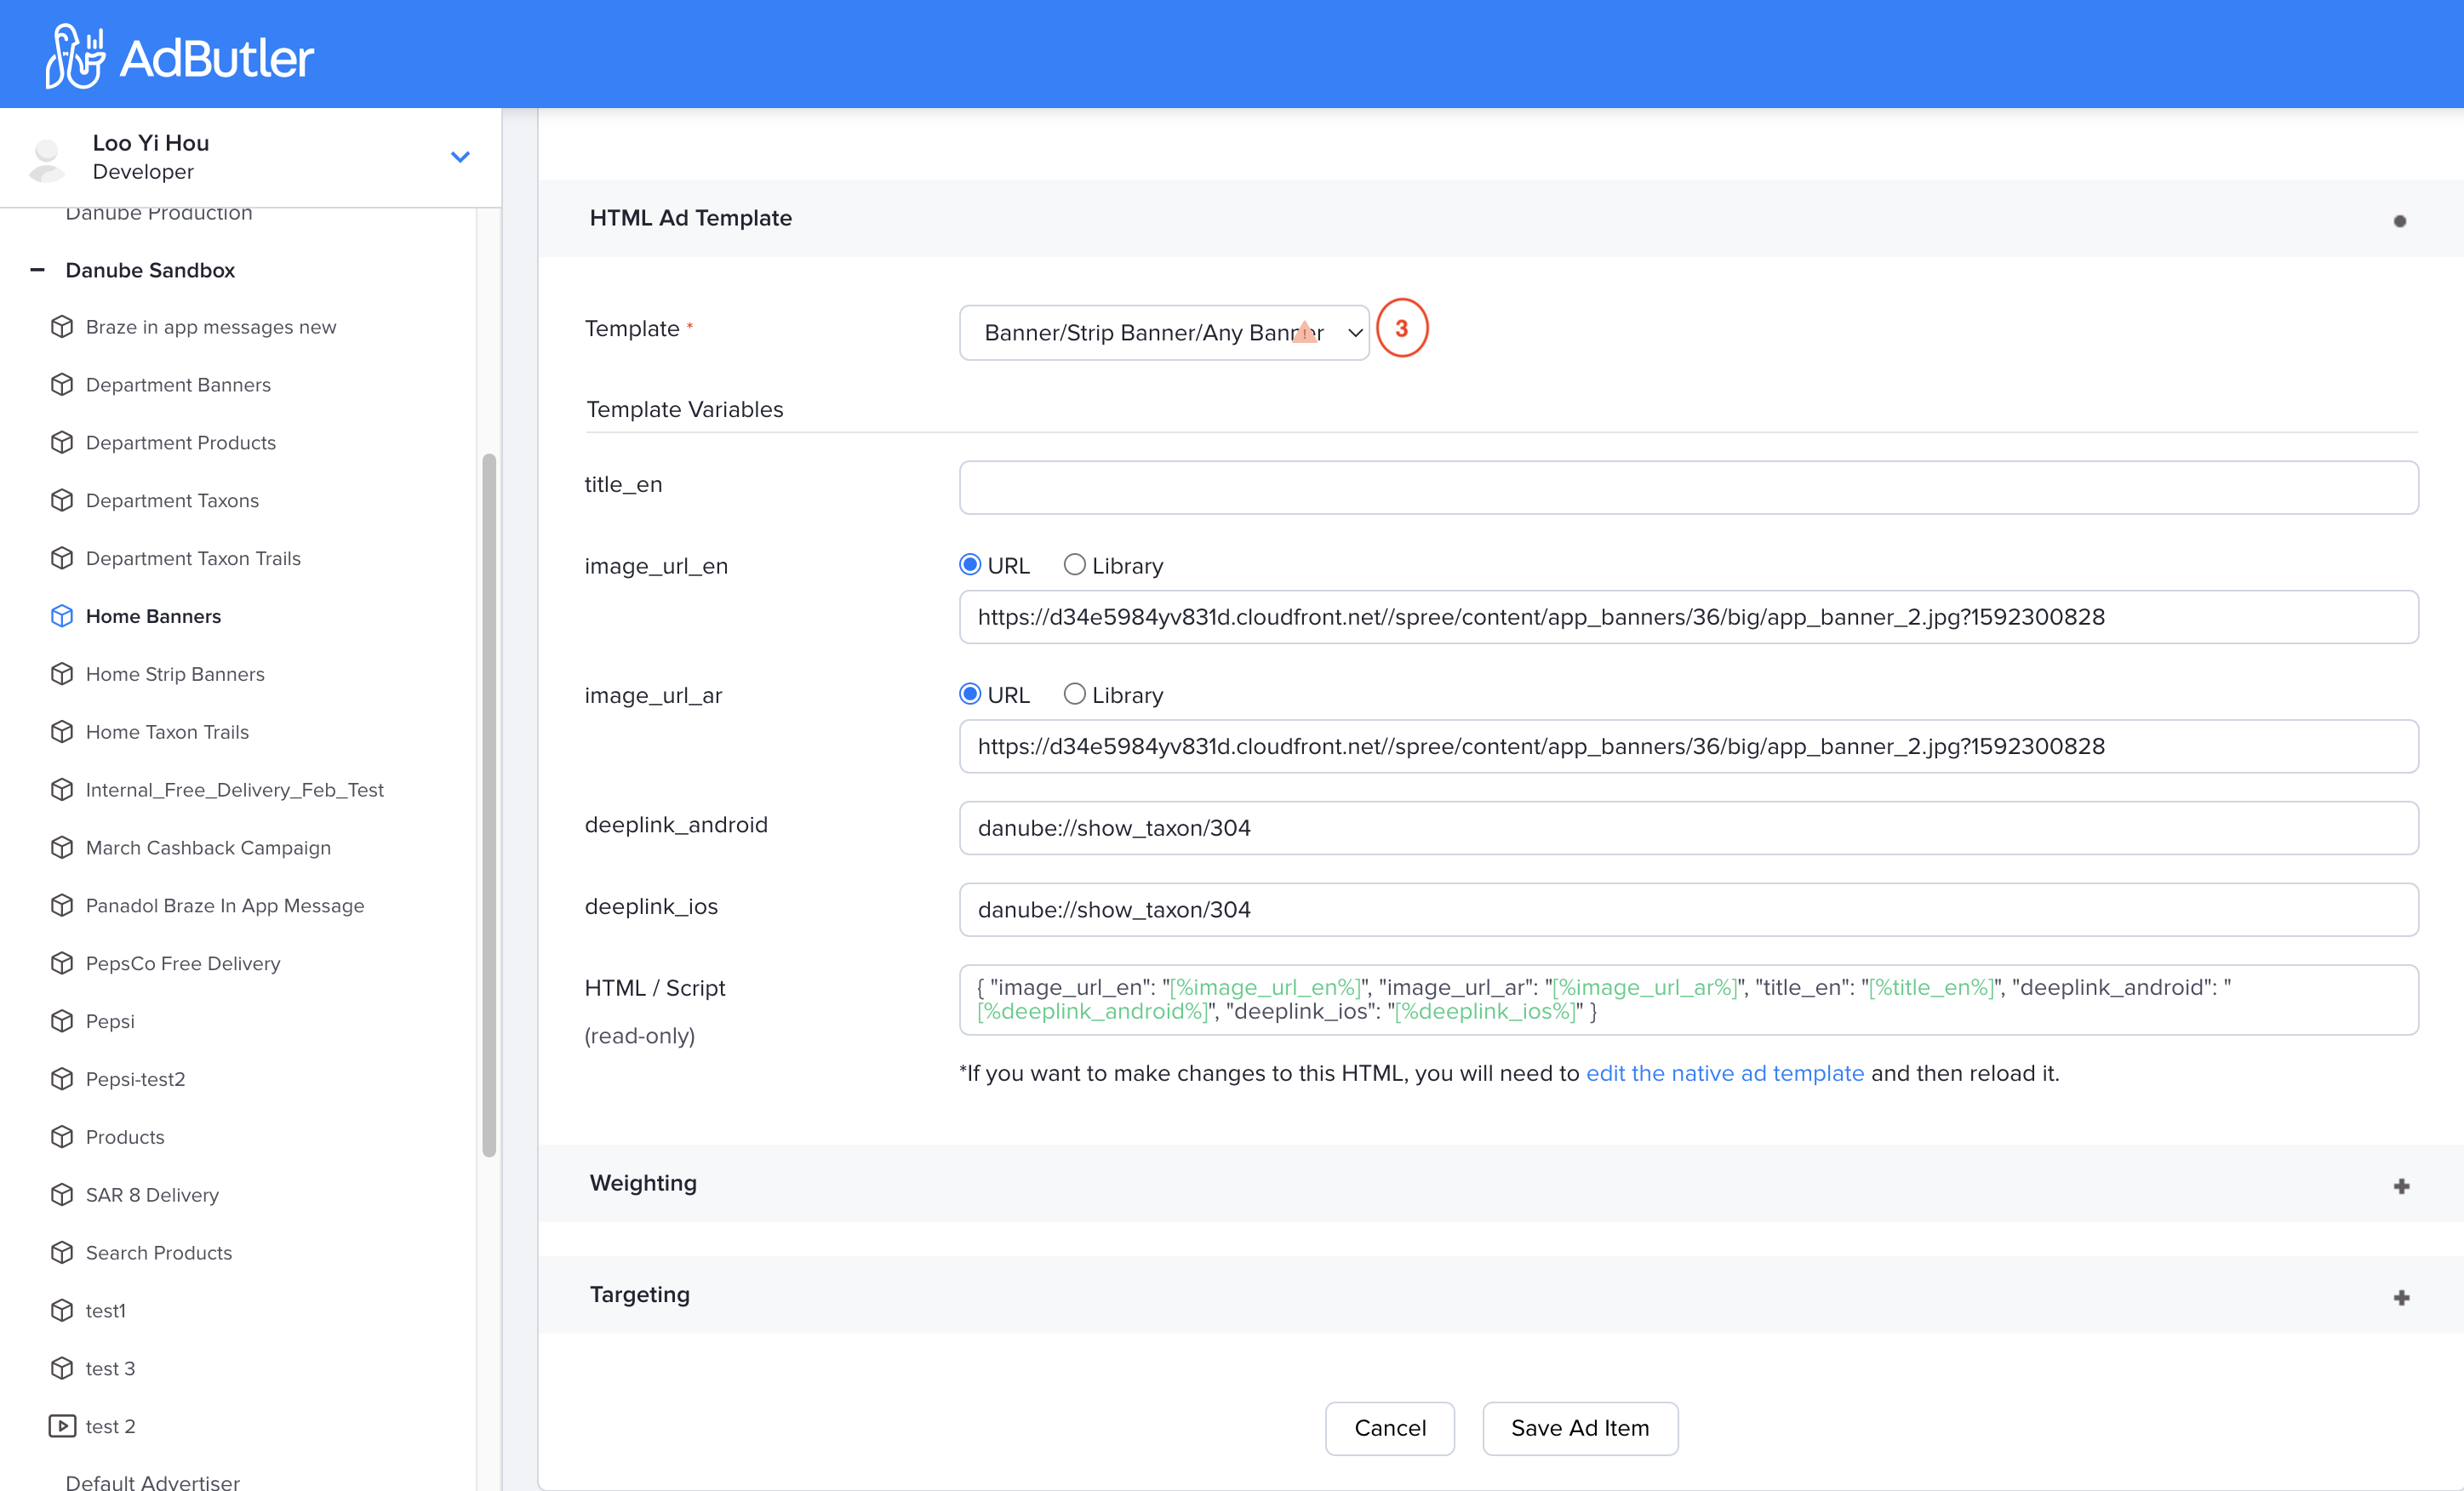 AdButler
Loo Yi Hou
Developer
Danube Production
Danube Sandbox
Braze in app messages new
Department Banners
Department Products
Department Taxons
Department Taxon Trails
Home Banners
Home Strip Banners
Home Taxon Trails
Internal_Free_Delivery_Feb_Test
March Cashback Campaign
Panadol Braze In App Message
PepsCo Free Delivery
Pepsi
Pepsi-test2
Products
SAR 8 Delivery
Search Products
test1
test 3
test 2
Default Advertiser
HTML Ad Template
Template * Banner/Strip Banner/Any Banner 3
Template Variables
title_en
image_url_en URL Library
https://d34e5984yv831d.cloudfront.net//spree/content/app_banners/36/big/app_banner_2.jpg?1592300828
image_url_ar URL Library
https://d34e5984yv831d.cloudfront.net//spree/content/app_banners/36/big/app_banner_2.jpg?1592300828
deeplink_android danube://show_taxon/304
deeplink_ios danube://show_taxon/304
HTML / Script
(read-only)
{ "image_url_en": "[%image_url_en%]", "image_url_ar": "[%image_url_ar%]", "title_en": "[%title_en%]", "deeplink_android": "
[%deeplink_android%]", "deeplink_ios": "[%deeplink_ios%]" }
*If you want to make changes to this HTML, you will need to edit the native ad template and then reload it.
Weighting
Targeting
Cancel Save Ad Item